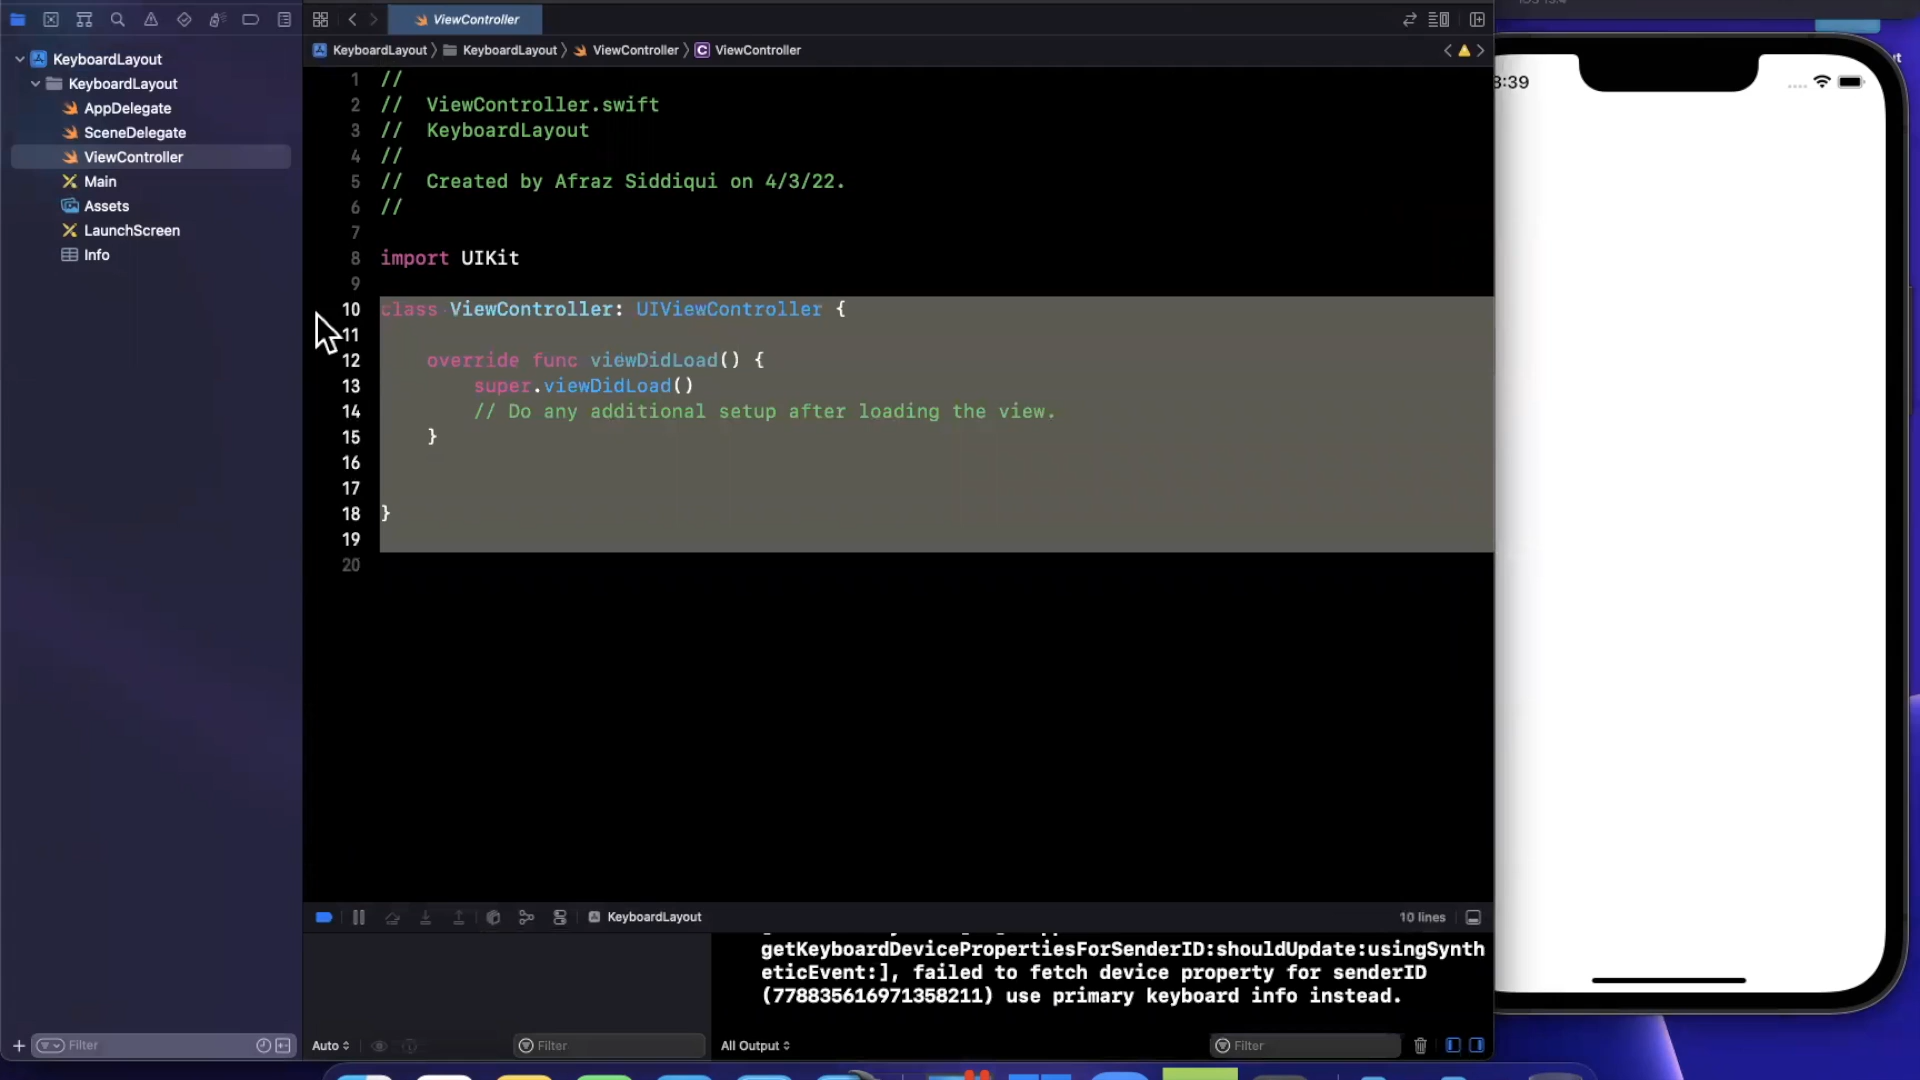 ViewController
KeyboardLayout
KeyboardLayout
ViewController
ViewController
KeyboardLayout
KeyboardLayout
AppDelegate
SceneDelegate
ViewController
Main
Assets
LaunchScreen
Info
1 //
2 //  ViewController.swift
3 //  KeyboardLayout
4 //
5 //  Created by Afraz Siddiqui on 4/3/22.
6 //
7
8 import UIKit
9
10 class ViewController: UIViewController {
11
12     override func viewDidLoad() {
13         super.viewDidLoad()
14         // Do any additional setup after loading the view.
15     }
16
17
18 }
19
20
KeyboardLayout
10 lines
getKeyboardDevicePropertiesForSenderID:shouldUpdate:usingSynth
eticEvent:], failed to fetch device property for senderID
(778835616971358211) use primary keyboard info instead.
Filter
Auto
Filter
All Output
Filter
:39